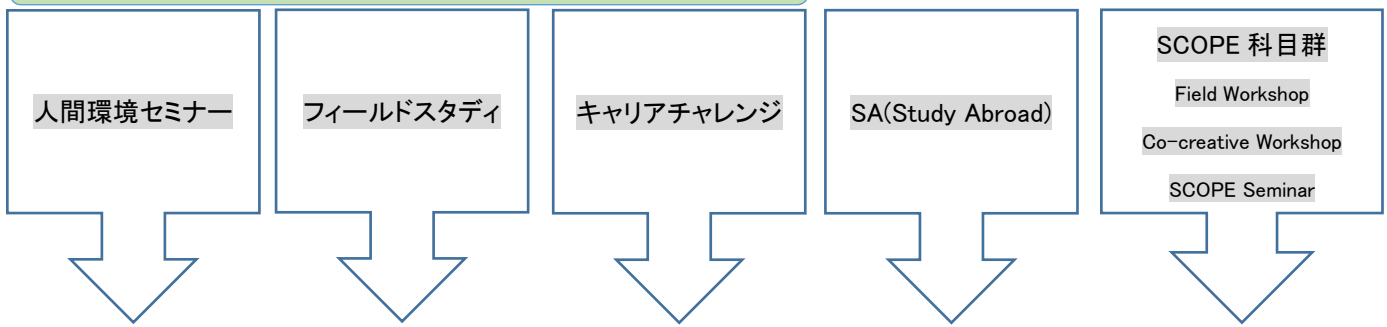 人間環境セミナー
フィールドスタディ
キャリアチャレンジ
SA(Study Abroad)
SCOPE 科目群
Field Workshop
Co-creative Workshop
SCOPE Seminar